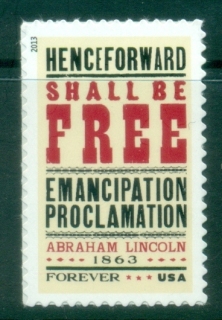 2013
HENCEFORWARD
SHALL BE
FREE
EMANCIPATION
PROCLAMATION
ABRAHAM LINCOLN
1863
FOREVER ★★★ USA